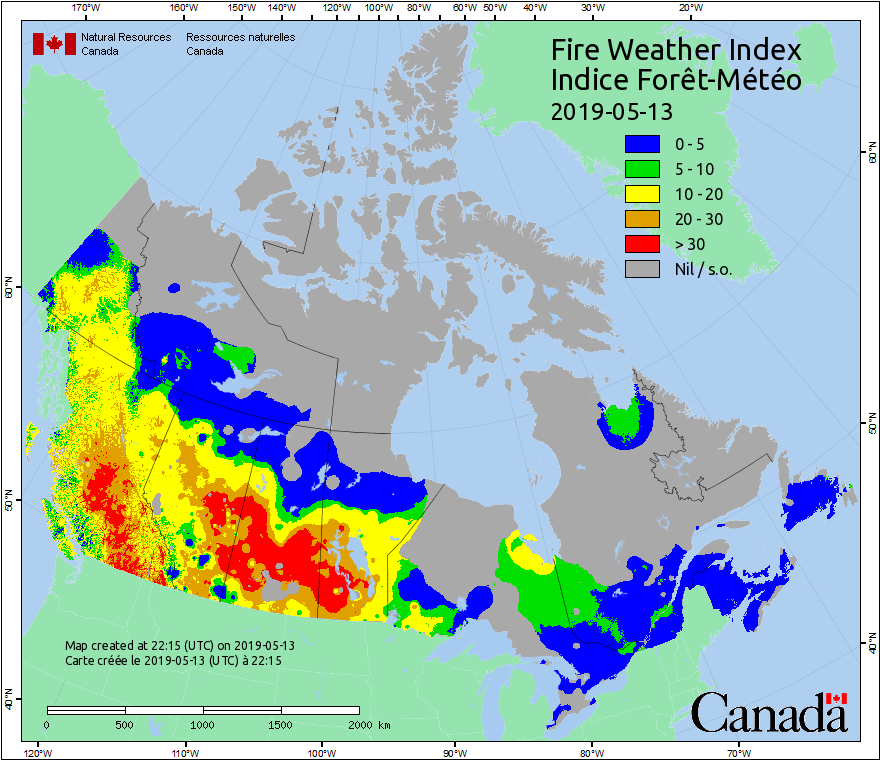 170°W 160°W 150°W 140°W 130°W 120°W 110°W 100°W 90°W 80°W 70°W 60°W 50°W 40°W 30°W 20°W
Natural Resources Ressources naturelles
Canada Canada
Fire Weather Index
Indice Forêt-Météo
2019-05-13
0 - 5
5 - 10
10 - 20
20 - 30
> 30
Nil / s.o.
60°N
50°N
40°N
60°N
50°N
40°N
Map created at 22:15 (UTC) on 2019-05-13
Carte créée le 2019-05-13 (UTC) à 22:15
0 500 1000 1500 2000 km
Canada
120°W 110°W 100°W 90°W 80°W 70°W